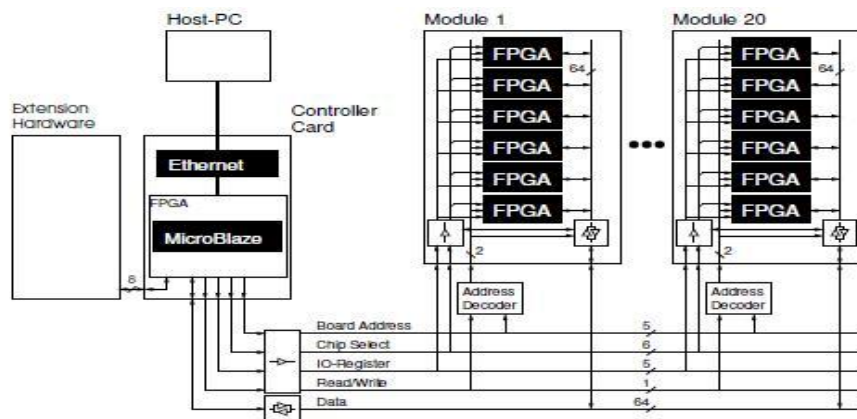 Host-PC
Module 1
Module 20
Extension
Hardware
Controller
Card
Ethernet
FPGA
MicroBlaze
8
FPGA
64
FPGA
FPGA
FPGA
FPGA
FPGA
2
FPGA
64
FPGA
FPGA
FPGA
FPGA
FPGA
2
Address
Decoder
Address
Decoder
Board Address 5
Chip Select 6
IO-Register 5
Read/Write 1
Data 64